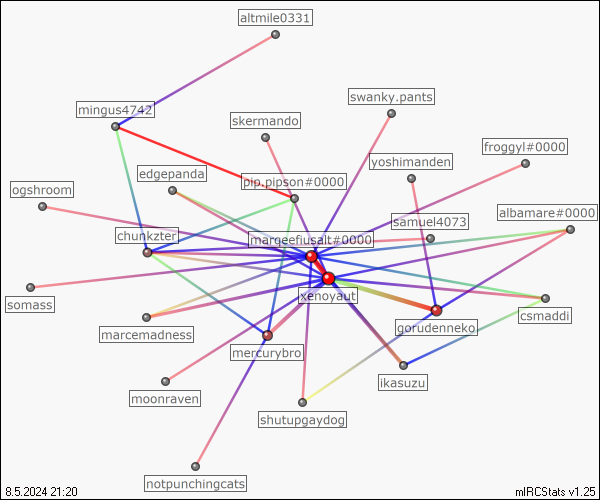 altmile0331
swanky.pants
mingus4742
skermando
froggyl#0000
yoshimanden
edgepanda
pip.pipson#0000
ogshroom
albamare#0000
samuel4073
chunkzter
marqeefiusalt#0000
xenoyaut
somass
csmaddi
gorudenneko
marcemadness
mercurybro
ikasuzu
moonraven
shutupgaydog
notpunchingcats
8.5.2024 21:20
mIRCStats v1.25